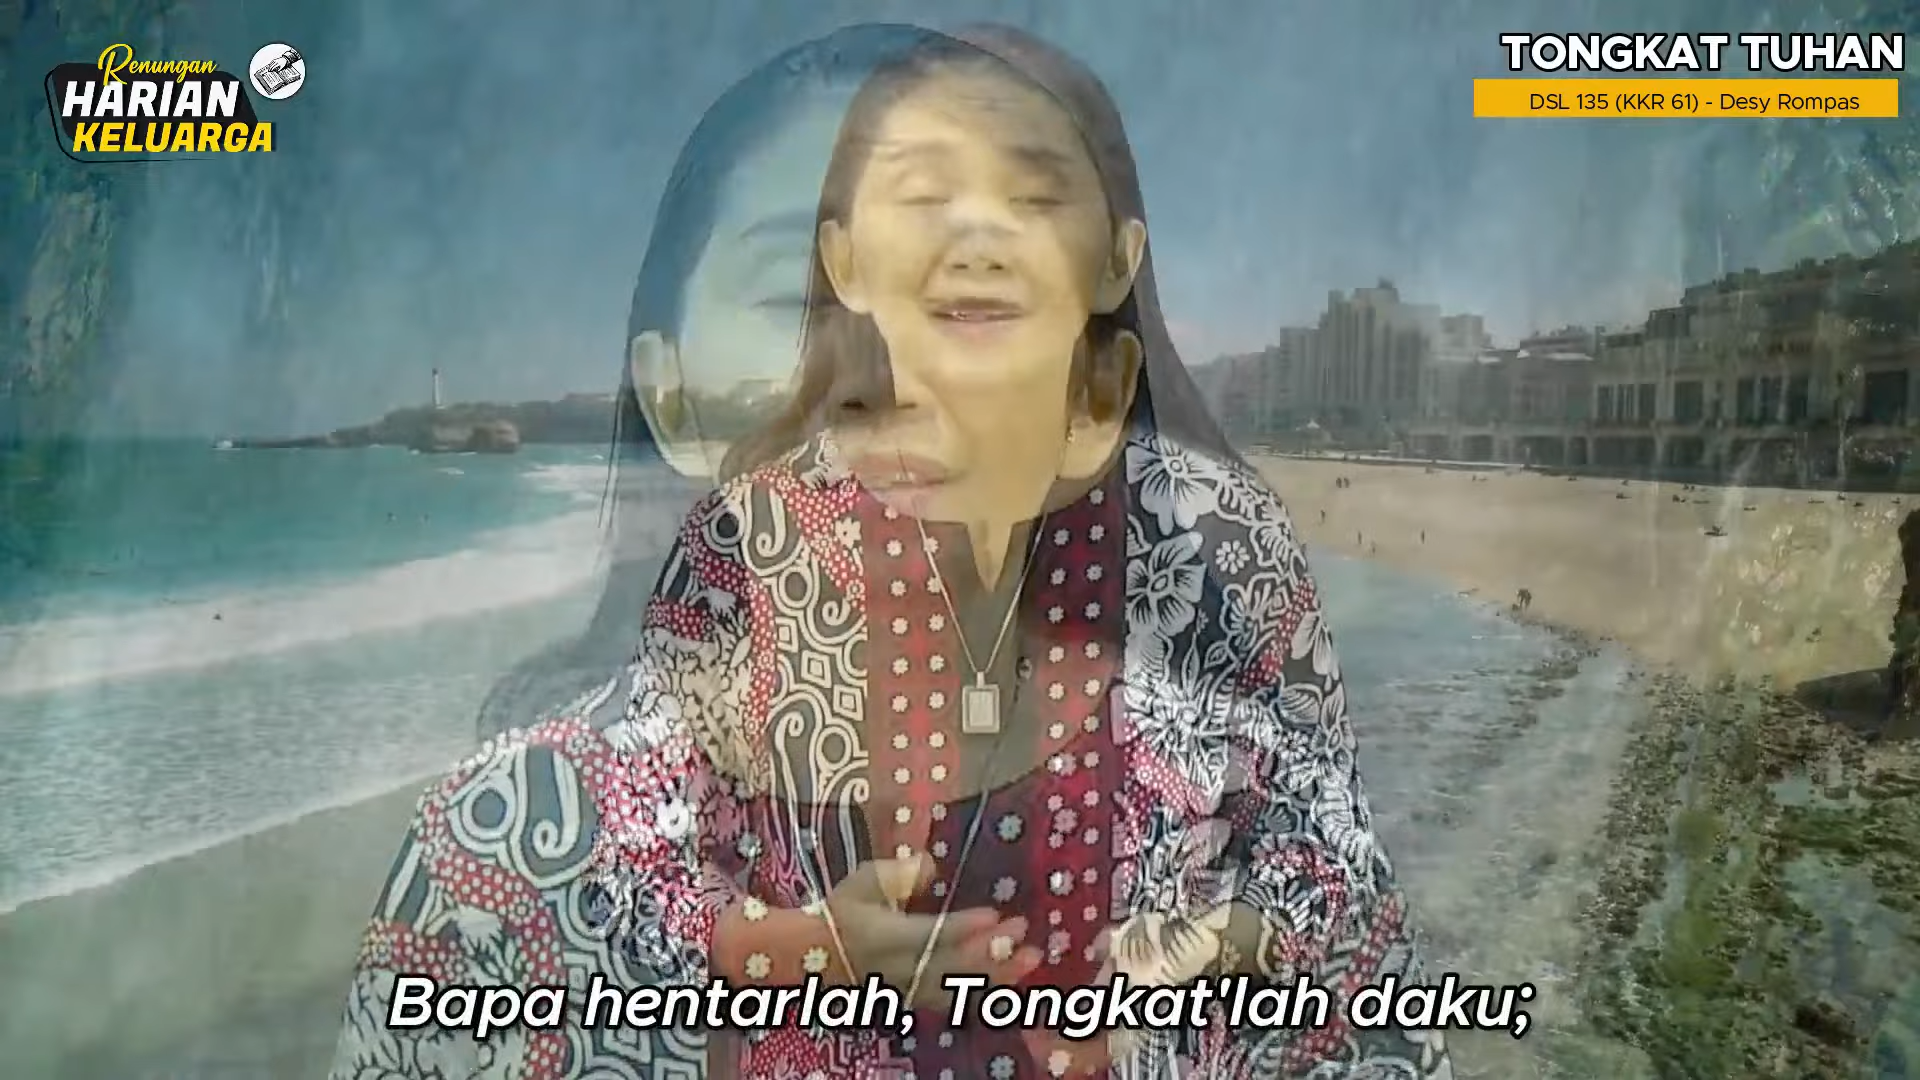 Renungan
HARIAN
KELUARGA
TONGKAT TUHAN
DSL 135 (KKR 61) - Desy Rompas
Bapa hentarlah, Tongkat'lah daku;